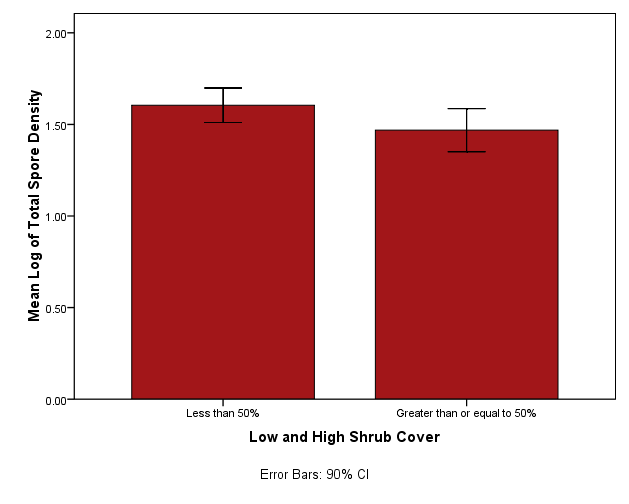 2.00
1.50
1.00
0.50
0.00
Mean Log of Total Spore Density
Less than 50%
Greater than or equal to 50%
Low and High Shrub Cover
Error Bars: 90% CI